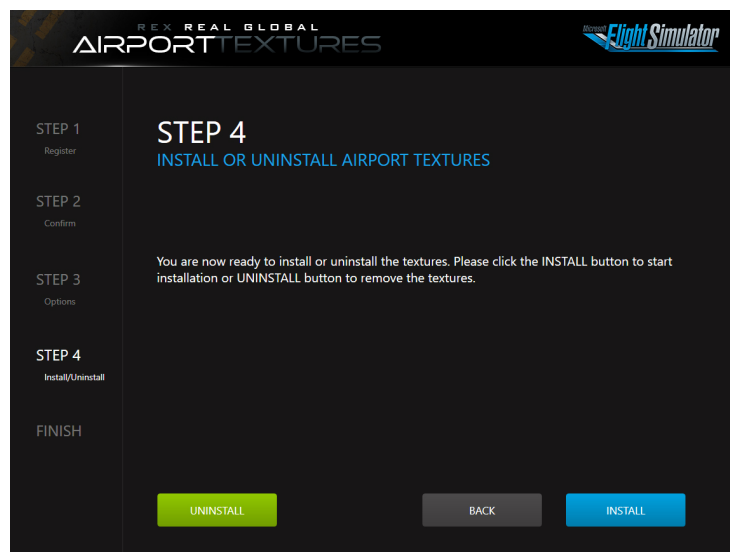 REX REAL GLOBAL
AIRPORTTEXTURES
Microsoft
Flight Simulator
STEP 1
Register
STEP 2
Confirm
STEP 3
Options
STEP 4
Install/Uninstall
FINISH
STEP 4
INSTALL OR UNINSTALL AIRPORT TEXTURES
You are now ready to install or uninstall the textures. Please click the INSTALL button to start
installation or UNINSTALL button to remove the textures.
UNINSTALL
BACK
INSTALL